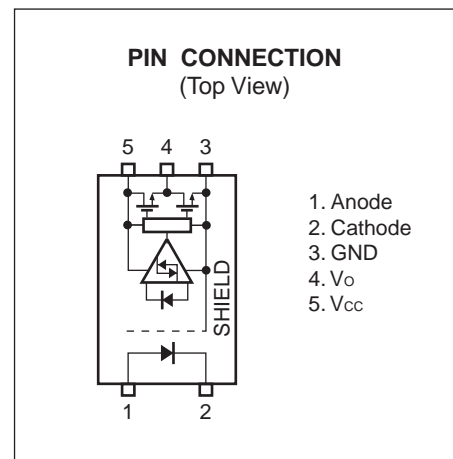 PIN CONNECTION
(Top View)
5 4 3
SHIELD
1 2
1. Anode
2. Cathode
3. GND
4. Vo
5. Vcc